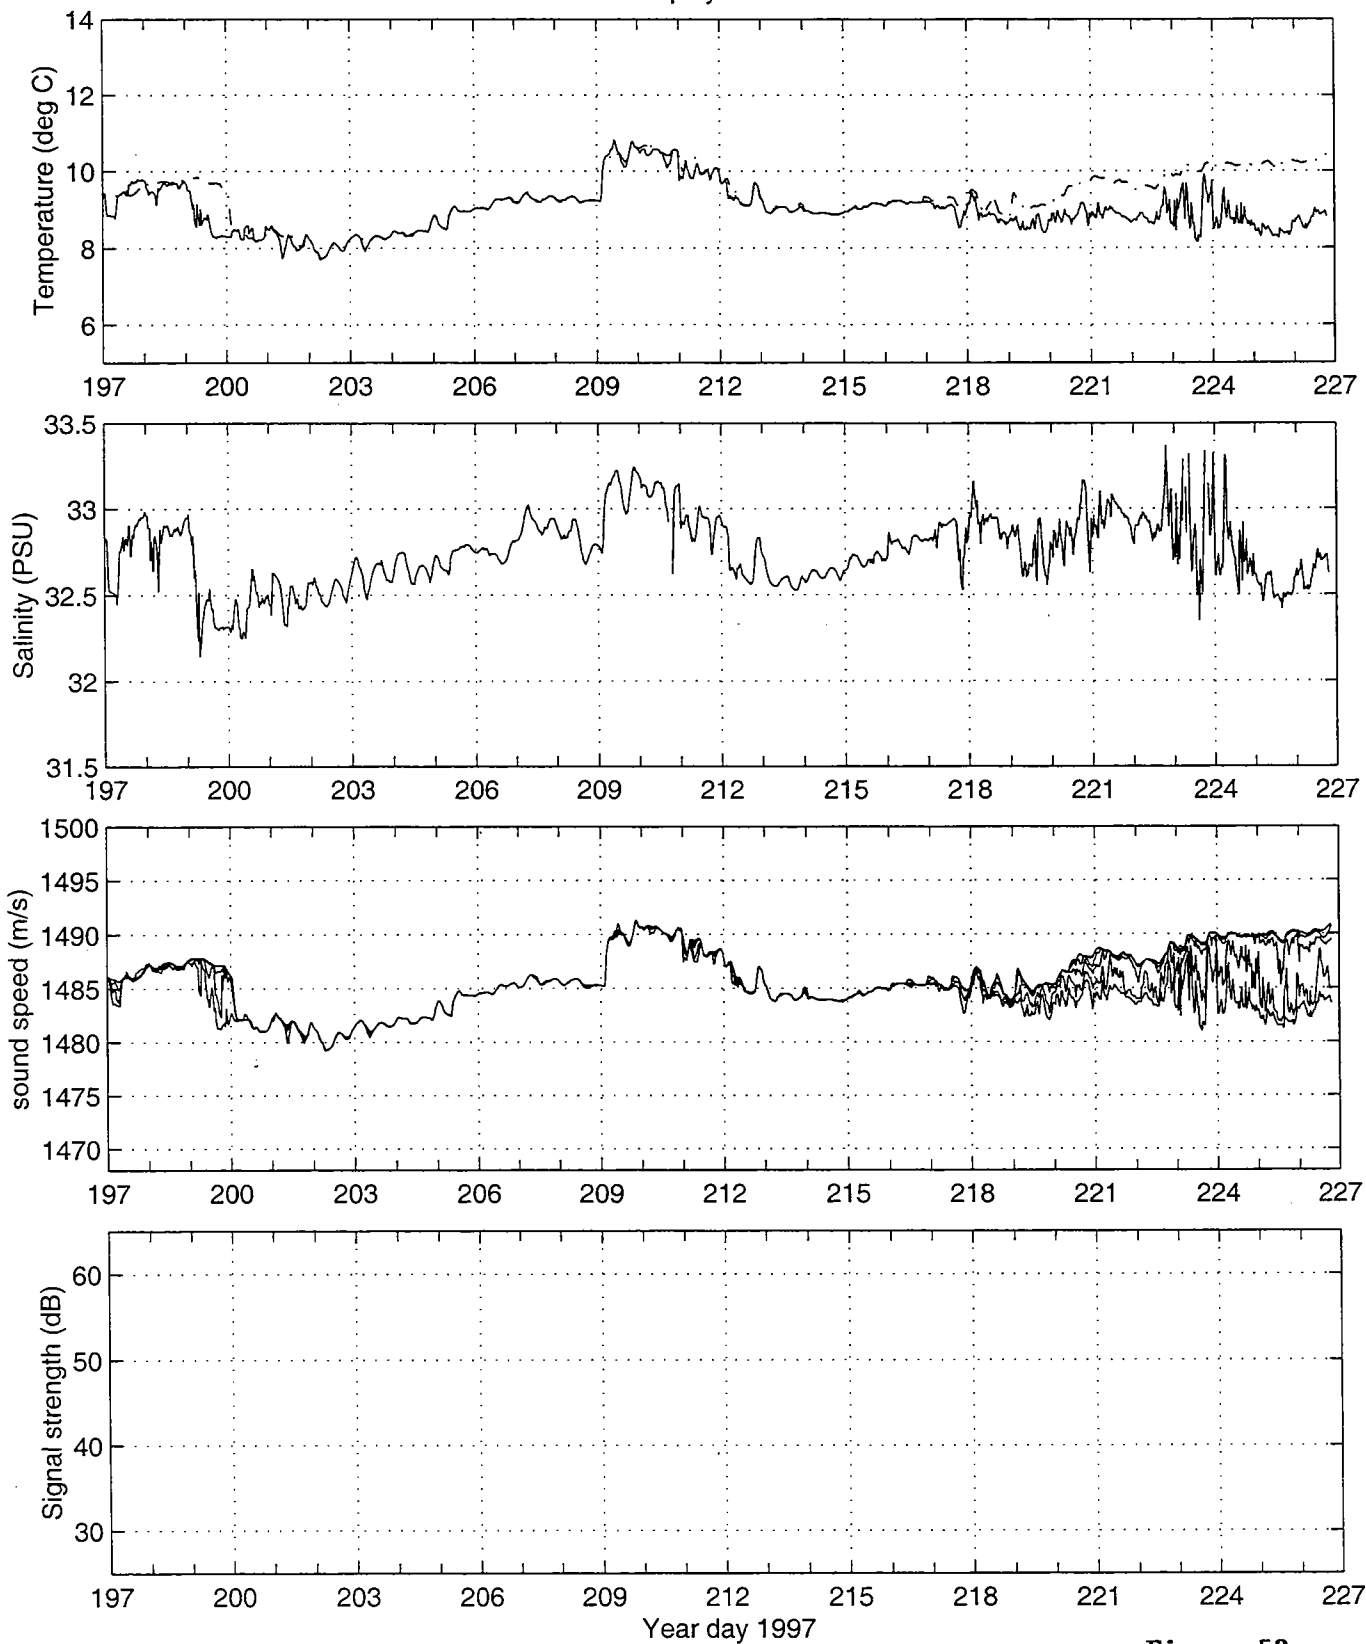 14
12
10
8
6
Temperature (deg C)
197 200 203 206 209 212 215 218 221 224 227
33.5
33
32.5
32
31.5
Salinity (PSU)
197 200 203 206 209 212 215 218 221 224 227
1500
1495
1490
1485
1480
1475
1470
sound speed (m/s)
197 200 203 206 209 212 215 218 221 224 227
60
50
40
30
Signal strength (dB)
197 200 203 206 209 212 215 218 221 224 227
Year day 1997